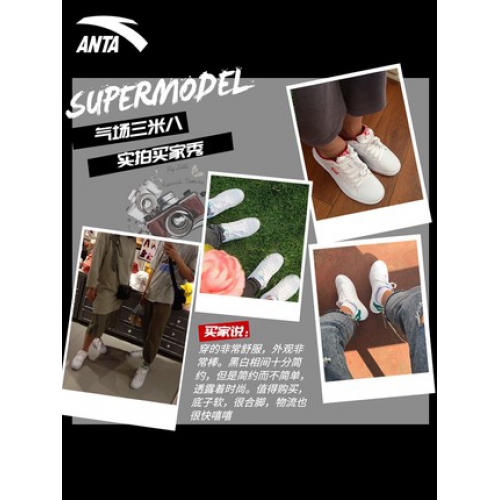 ANTA
SUPERMODEL
气场三米八
实拍买家秀
买家说:
穿的非常舒服，外观非
常棒。黑白相间十分简
约，但是简约而不简单，
透露着时尚。值得购买，
底子软，很合脚，物流也
很快嘻嘻